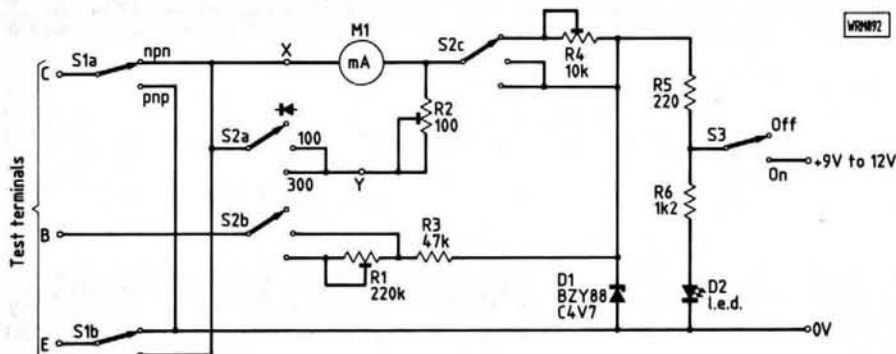 WRM892
M1
mA
S1a
npn
pnp
C
X
S2c
R4
10k
R5
220
S3
Off
On
+9V to 12V
R2
100
S2a
100
300
Y
R6
1k2
Test terminals
B
S2b
R3
47k
R1
220k
D1
BZY88
C4V7
D2
l.e.d.
E
S1b
0V